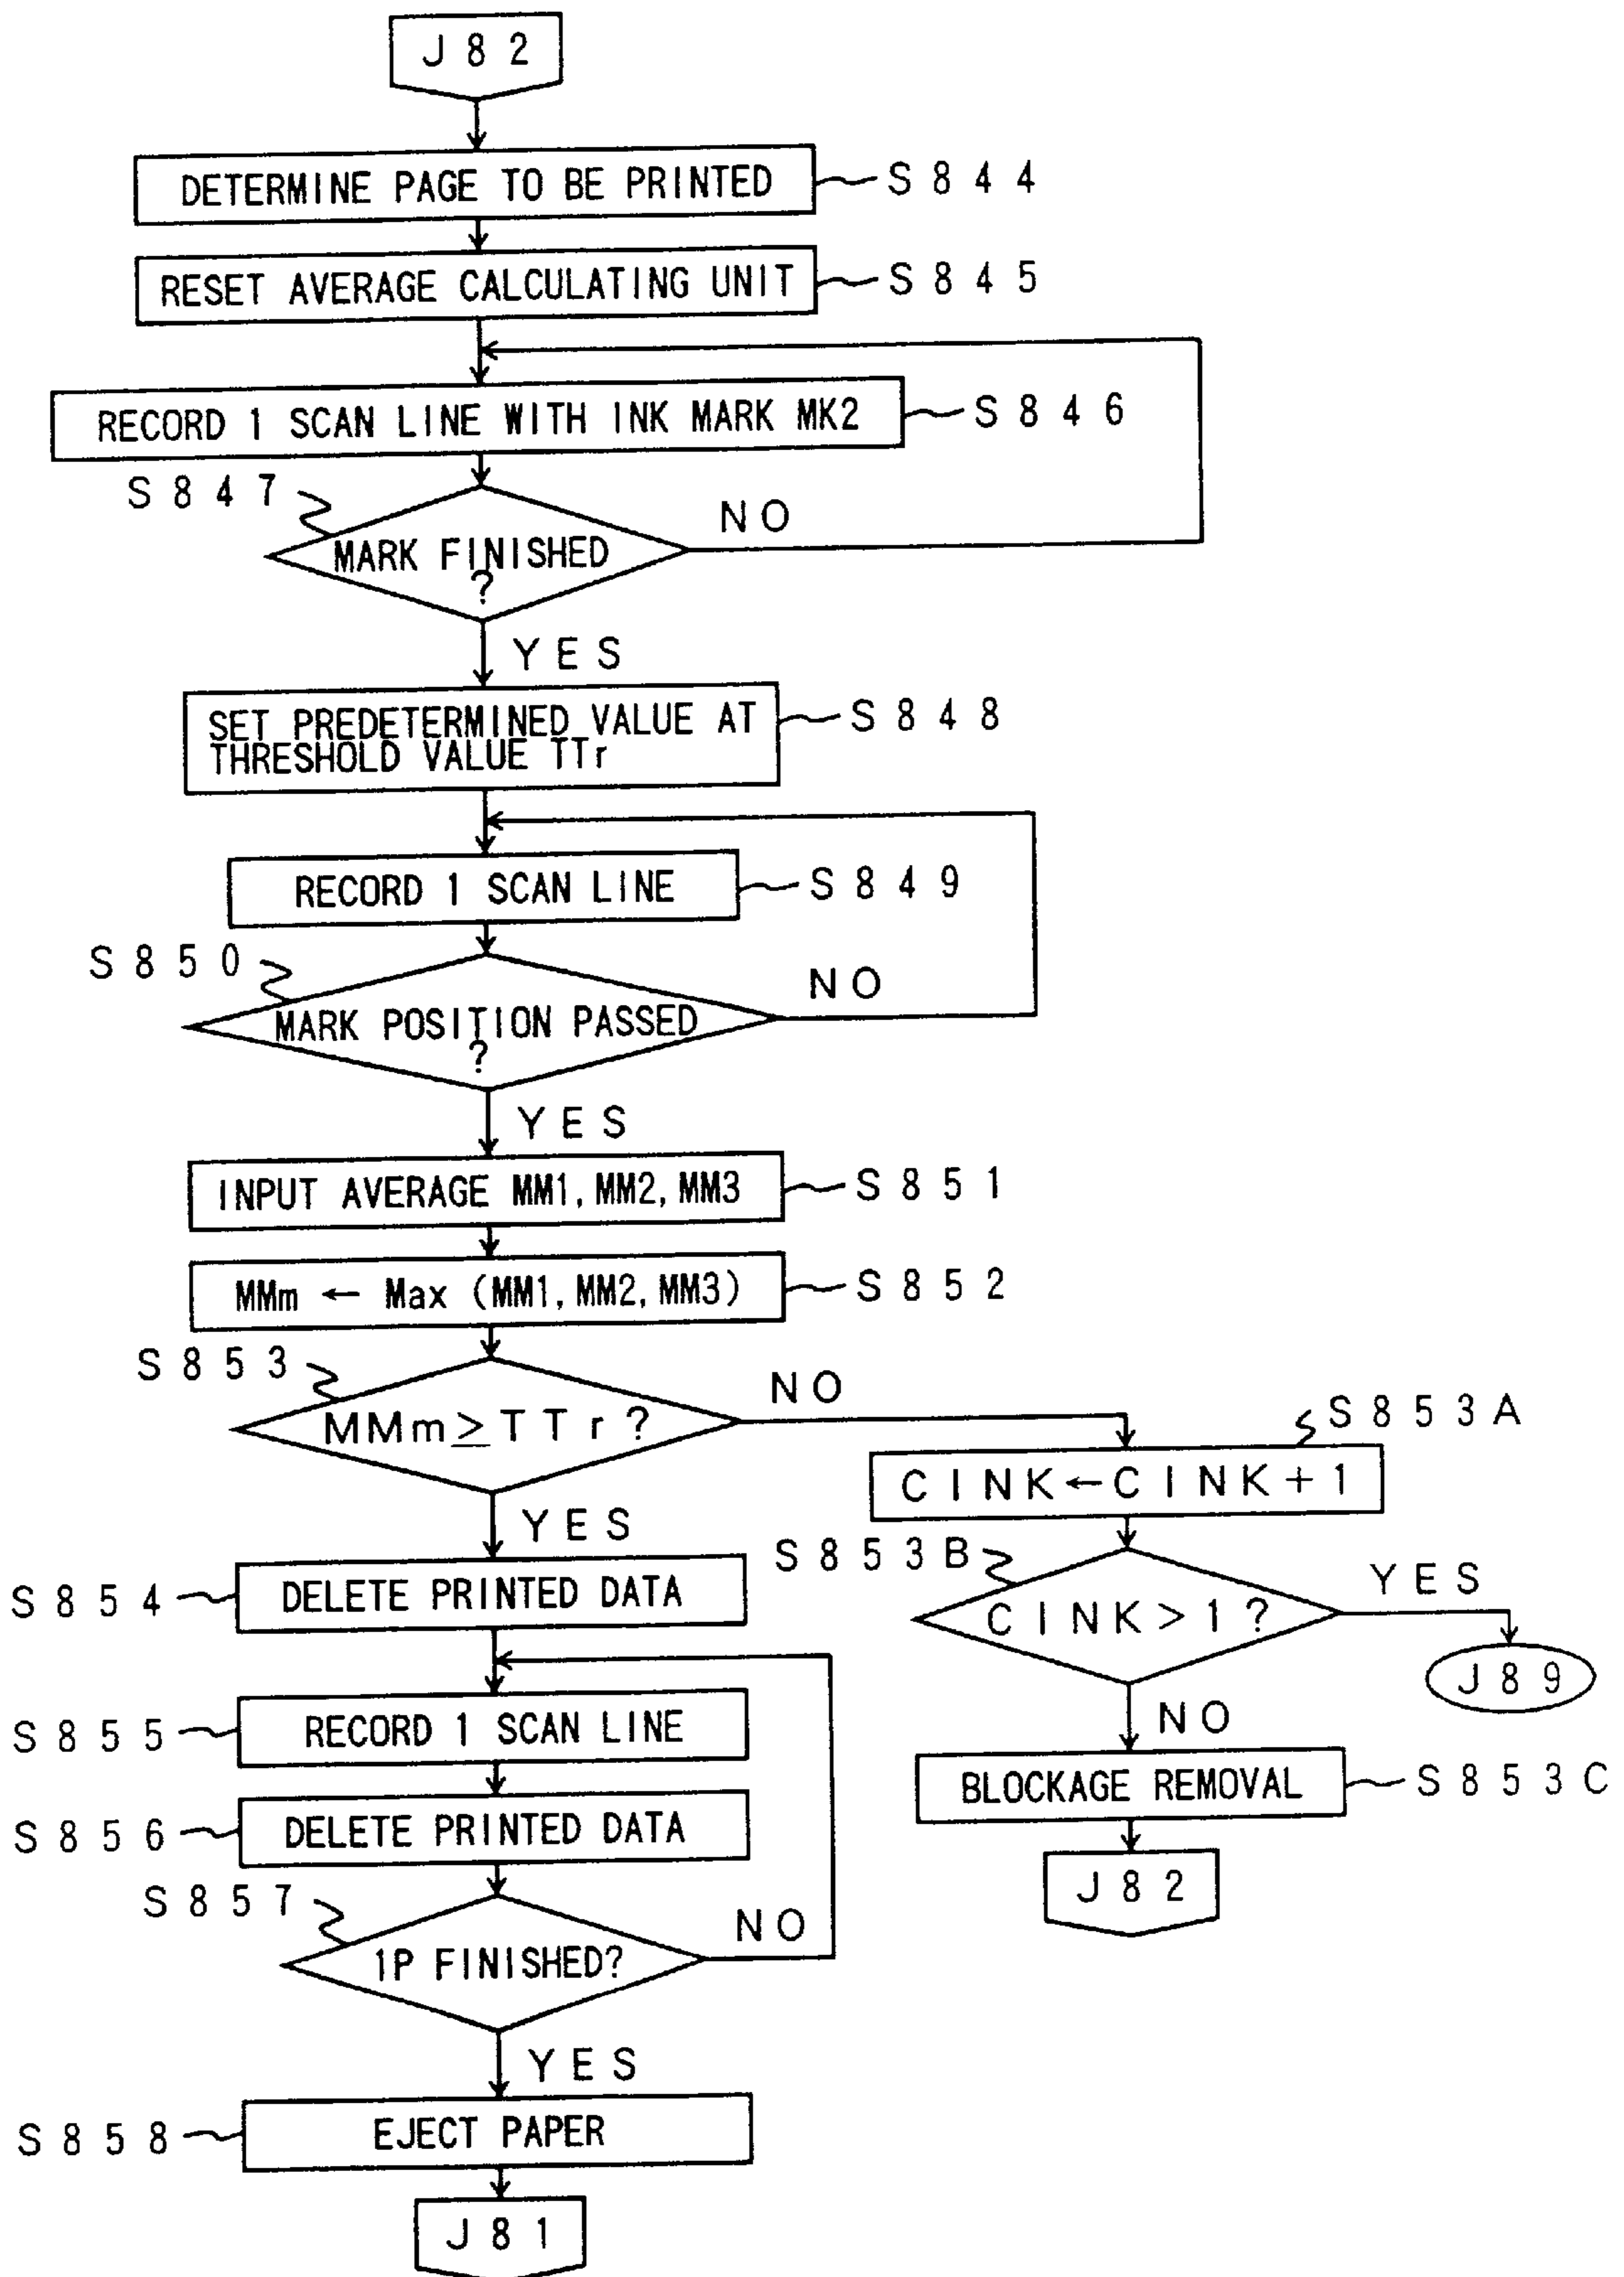 J82
DETERMINE PAGE TO BE PRINTED
S844
RESET AVERAGE CALCULATING UNIT
S845
RECORD 1 SCAN LINE WITH INK MARK MK2
S846
S847
MARK FINISHED
?
NO
YES
SET PREDETERMINED VALUE AT
THRESHOLD VALUE TTr
S848
RECORD 1 SCAN LINE
S849
S850
MARK POSITION PASSED
?
NO
YES
INPUT AVERAGE MM1, MM2, MM3
S851
MMm ← Max (MM1, MM2, MM3)
S852
S853
MMm ≥ TTr ?
NO
YES
S853A
CINK←CINK+1
S853B
CINK>1?
YES
J89
NO
BLOCKAGE REMOVAL
S853C
J82
S854
DELETE PRINTED DATA
S855
RECORD 1 SCAN LINE
S856
DELETE PRINTED DATA
S857
1P FINISHED?
NO
YES
S858
EJECT PAPER
J81